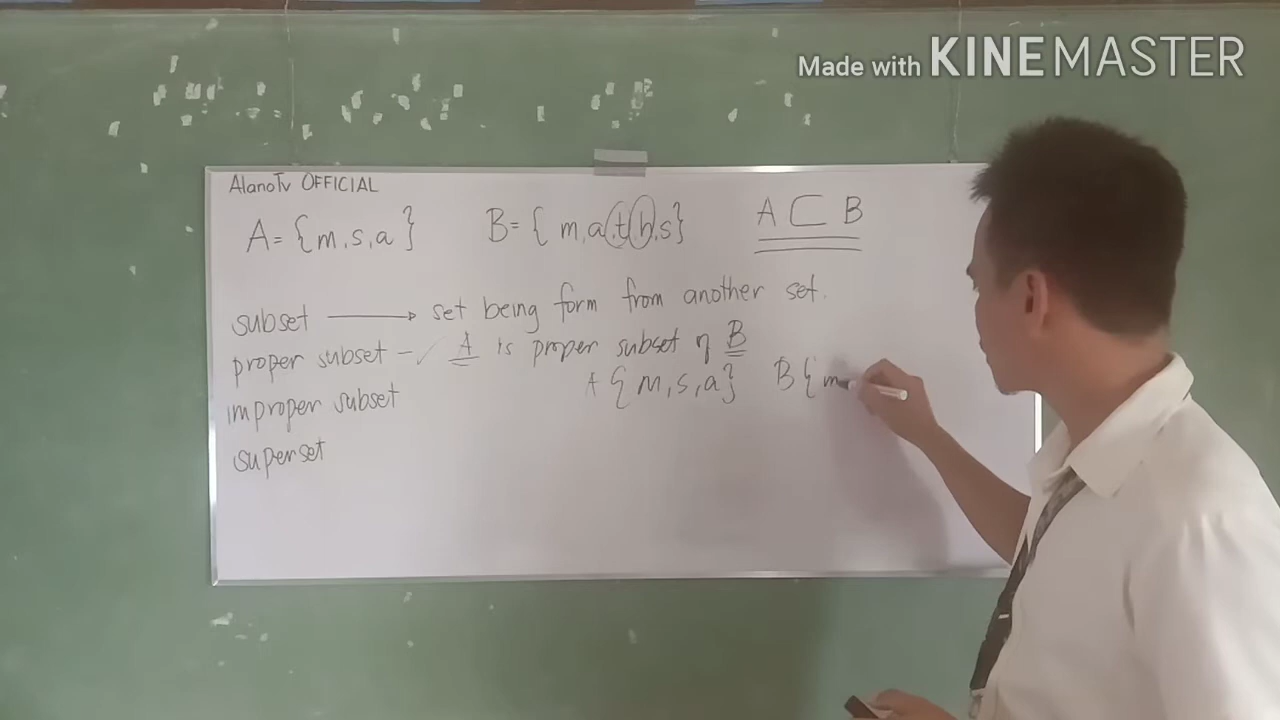 Made with KINEMASTER
AlanoTv OFFICIAL
A= {m,s,a} B= { m,a,t,h,s} A ⊂ B
subset ⟶ set being form from another set.
proper subset - ✓ A is proper subset of B
A {m,s,a} B { m
improper subset
superset